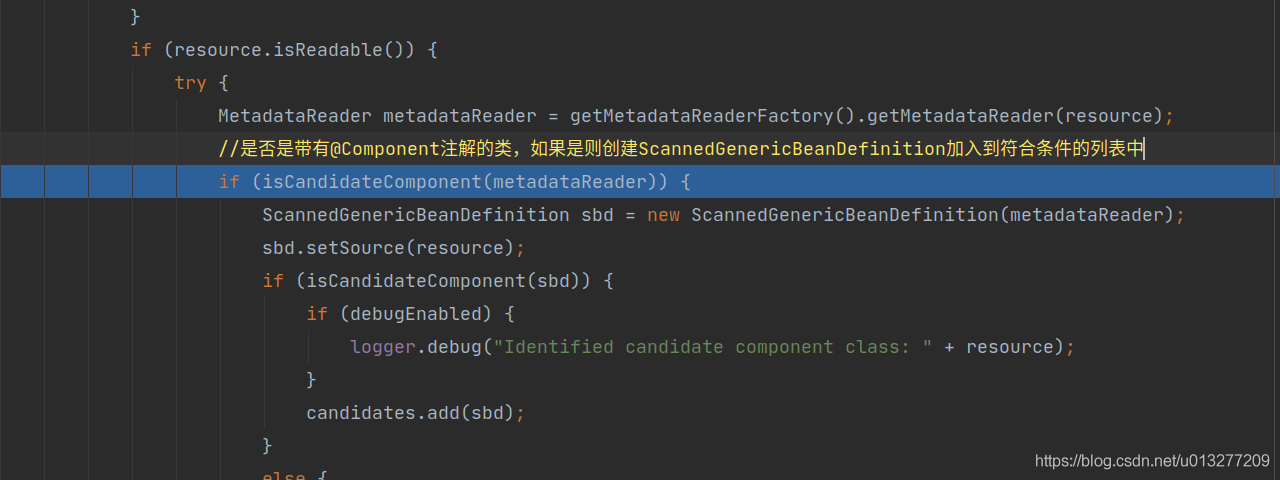 }
if (resource.isReadable()) {
try {
MetadataReader metadataReader = getMetadataReaderFactory().getMetadataReader(resource);
//是否是带有@Component注解的类，如果是则创建ScannedGenericBeanDefinition加入到符合条件的列表中
if (isCandidateComponent(metadataReader)) {
ScannedGenericBeanDefinition sbd = new ScannedGenericBeanDefinition(metadataReader);
sbd.setSource(resource);
if (isCandidateComponent(sbd)) {
if (debugEnabled) {
logger.debug("Identified candidate component class: " + resource);
}
candidates.add(sbd);
}
else {
https://blog.csdn.net/u013277209